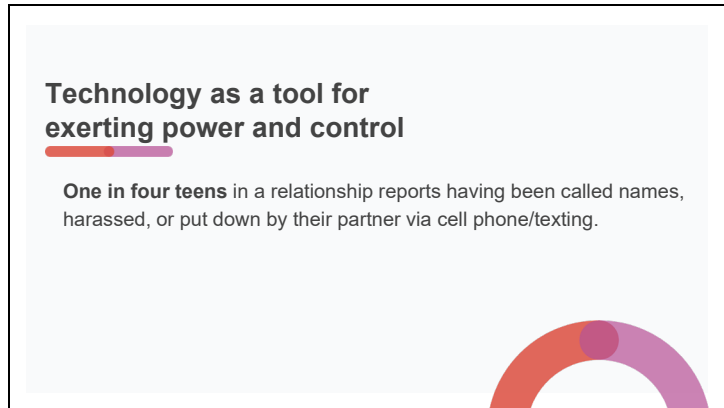 Technology as a tool for
exerting power and control
One in four teens in a relationship reports having been called names,
harassed, or put down by their partner via cell phone/texting.